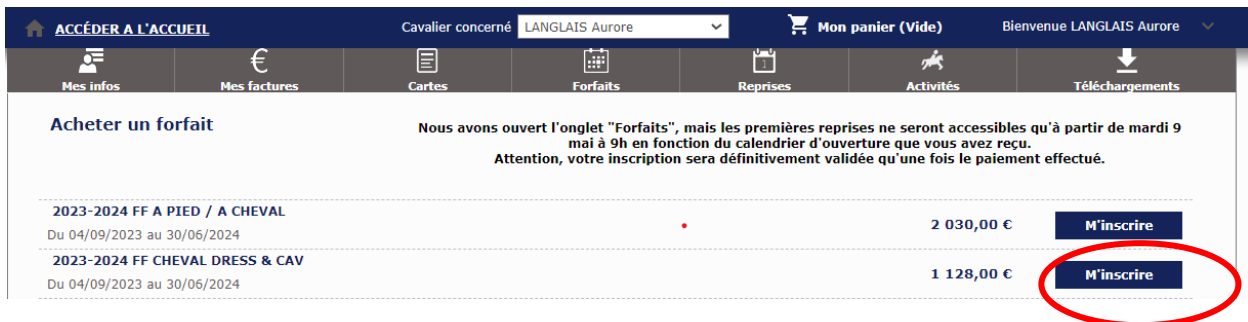 ACCÉDER A L'ACCUEIL Cavalier concerné LANGLAIS Aurore Mon panier (Vide) Bienvenue LANGLAIS Aurore
Mes infos Mes factures Cartes Forfaits Reprises Activités Téléchargements
Acheter un forfait
Nous avons ouvert l'onglet "Forfaits", mais les premières reprises ne seront accessibles qu'à partir de mardi 9
mai à 9h en fonction du calendrier d'ouverture que vous avez reçu.
Attention, votre inscription sera définitivement validée qu'une fois le paiement effectué.
2023-2024 FF A PIED / A CHEVAL
Du 04/09/2023 au 30/06/2024
2 030,00 € M'inscrire
2023-2024 FF CHEVAL DRESS & CAV
Du 04/09/2023 au 30/06/2024
1 128,00 € M'inscrire